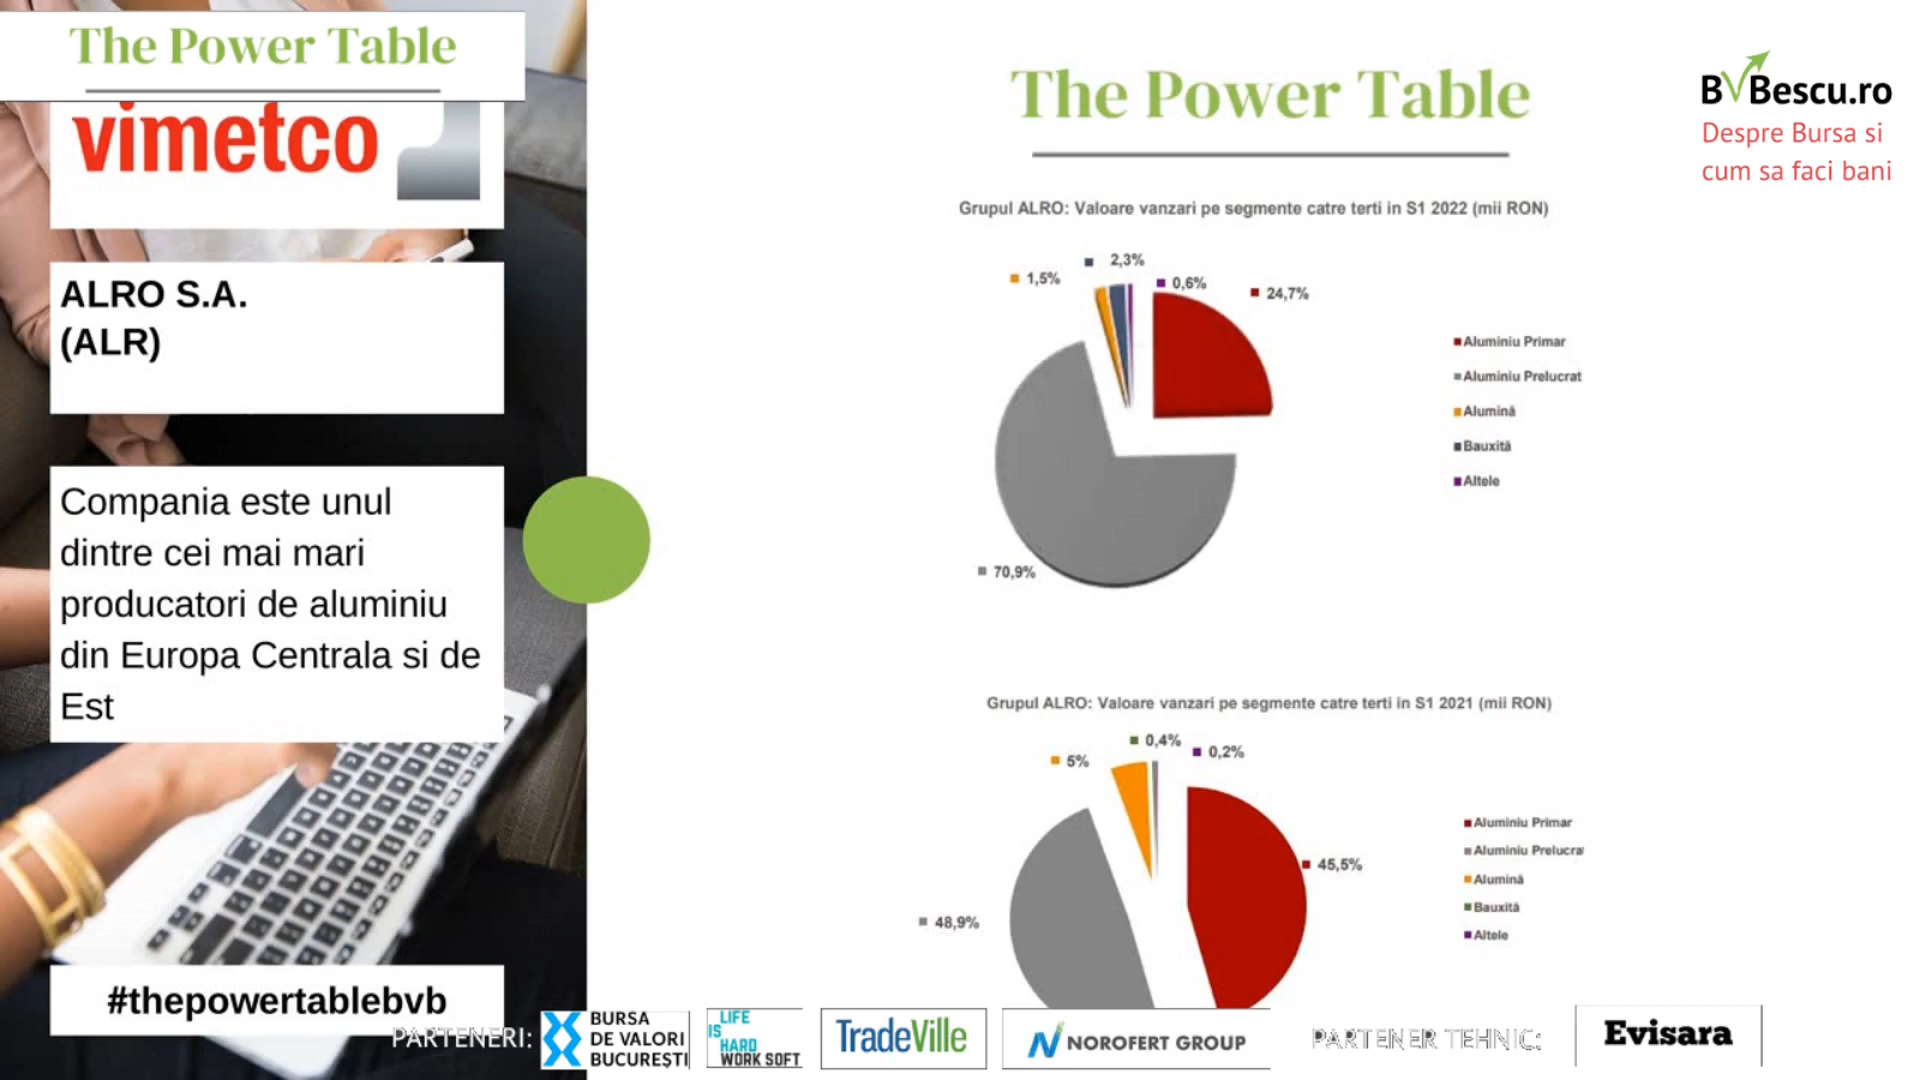 The Power Table
vimetco
ALRO S.A.
(ALR)
Compania este unul
dintre cei mai mari
producatori de aluminiu
din Europa Centrala si de
Est
#thepowertablebvb
The Power Table
BVBescu.ro
Despre Bursa si
cum sa faci bani
Grupul ALRO: Valoare vanzari pe segmente catre terti in S1 2022 (mii RON)
2,3%
1,5%
0,6%
24,7%
70,9%
Aluminiu Primar
Aluminiu Prelucrat
Alumină
Bauxită
Altele
Grupul ALRO: Valoare vanzari pe segmente catre terti in S1 2021 (mii RON)
0,4%
5%
0,2%
45,5%
48,9%
Aluminiu Primar
Aluminiu Prelucrat
Alumină
Bauxită
Altele
PARTENERI:
BURSA
DE VALORI
BUCUREȘTI
LIFE
IS
HARD
WORK SOFT
TradeVille
NOROFERT GROUP
PARTENER TEHNIC:
Evisara